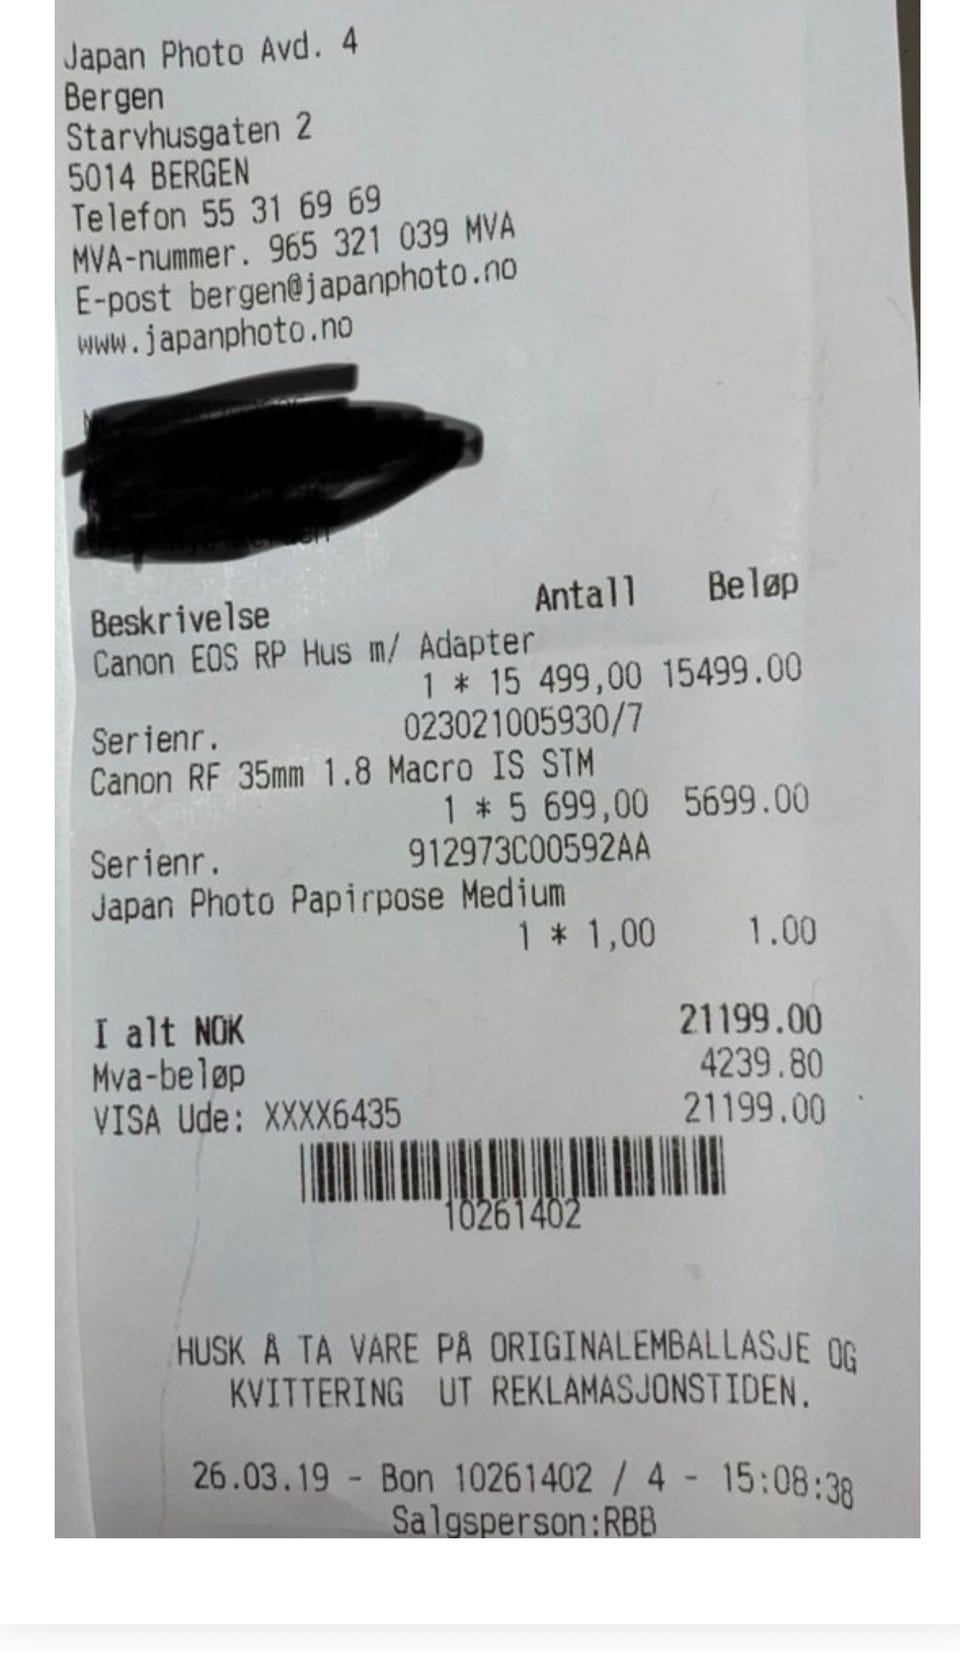 Japan Photo Avd. 4
Bergen
Starvhusgaten 2
5014 BERGEN
Telefon 55 31 69 69
MVA-nummer. 965 321 039 MVA
E-post bergen@japanphoto.no
www.japanphoto.no
Beskrivelse Antall Beløp
Canon EOS RP Hus m/ Adapter
1 * 15 499,00 15499.00
Serienr. 023021005930/7
Canon RF 35mm 1.8 Macro IS STM
1 * 5 699,00 5699.00
Serienr. 912973C00592AA
Japan Photo Papirpose Medium
1 * 1,00 1.00
I alt NOK 21199.00
Mva-beløp 4239.80
VISA Ude: XXXX6435 21199.00
10261402
HUSK Å TA VARE PÅ ORIGINALEMBALLASJE OG
KVITTERING UT REKLAMASJONSTIDEN.
26.03.19 - Bon 10261402 / 4 - 15:08:38
Salgsperson:RBB